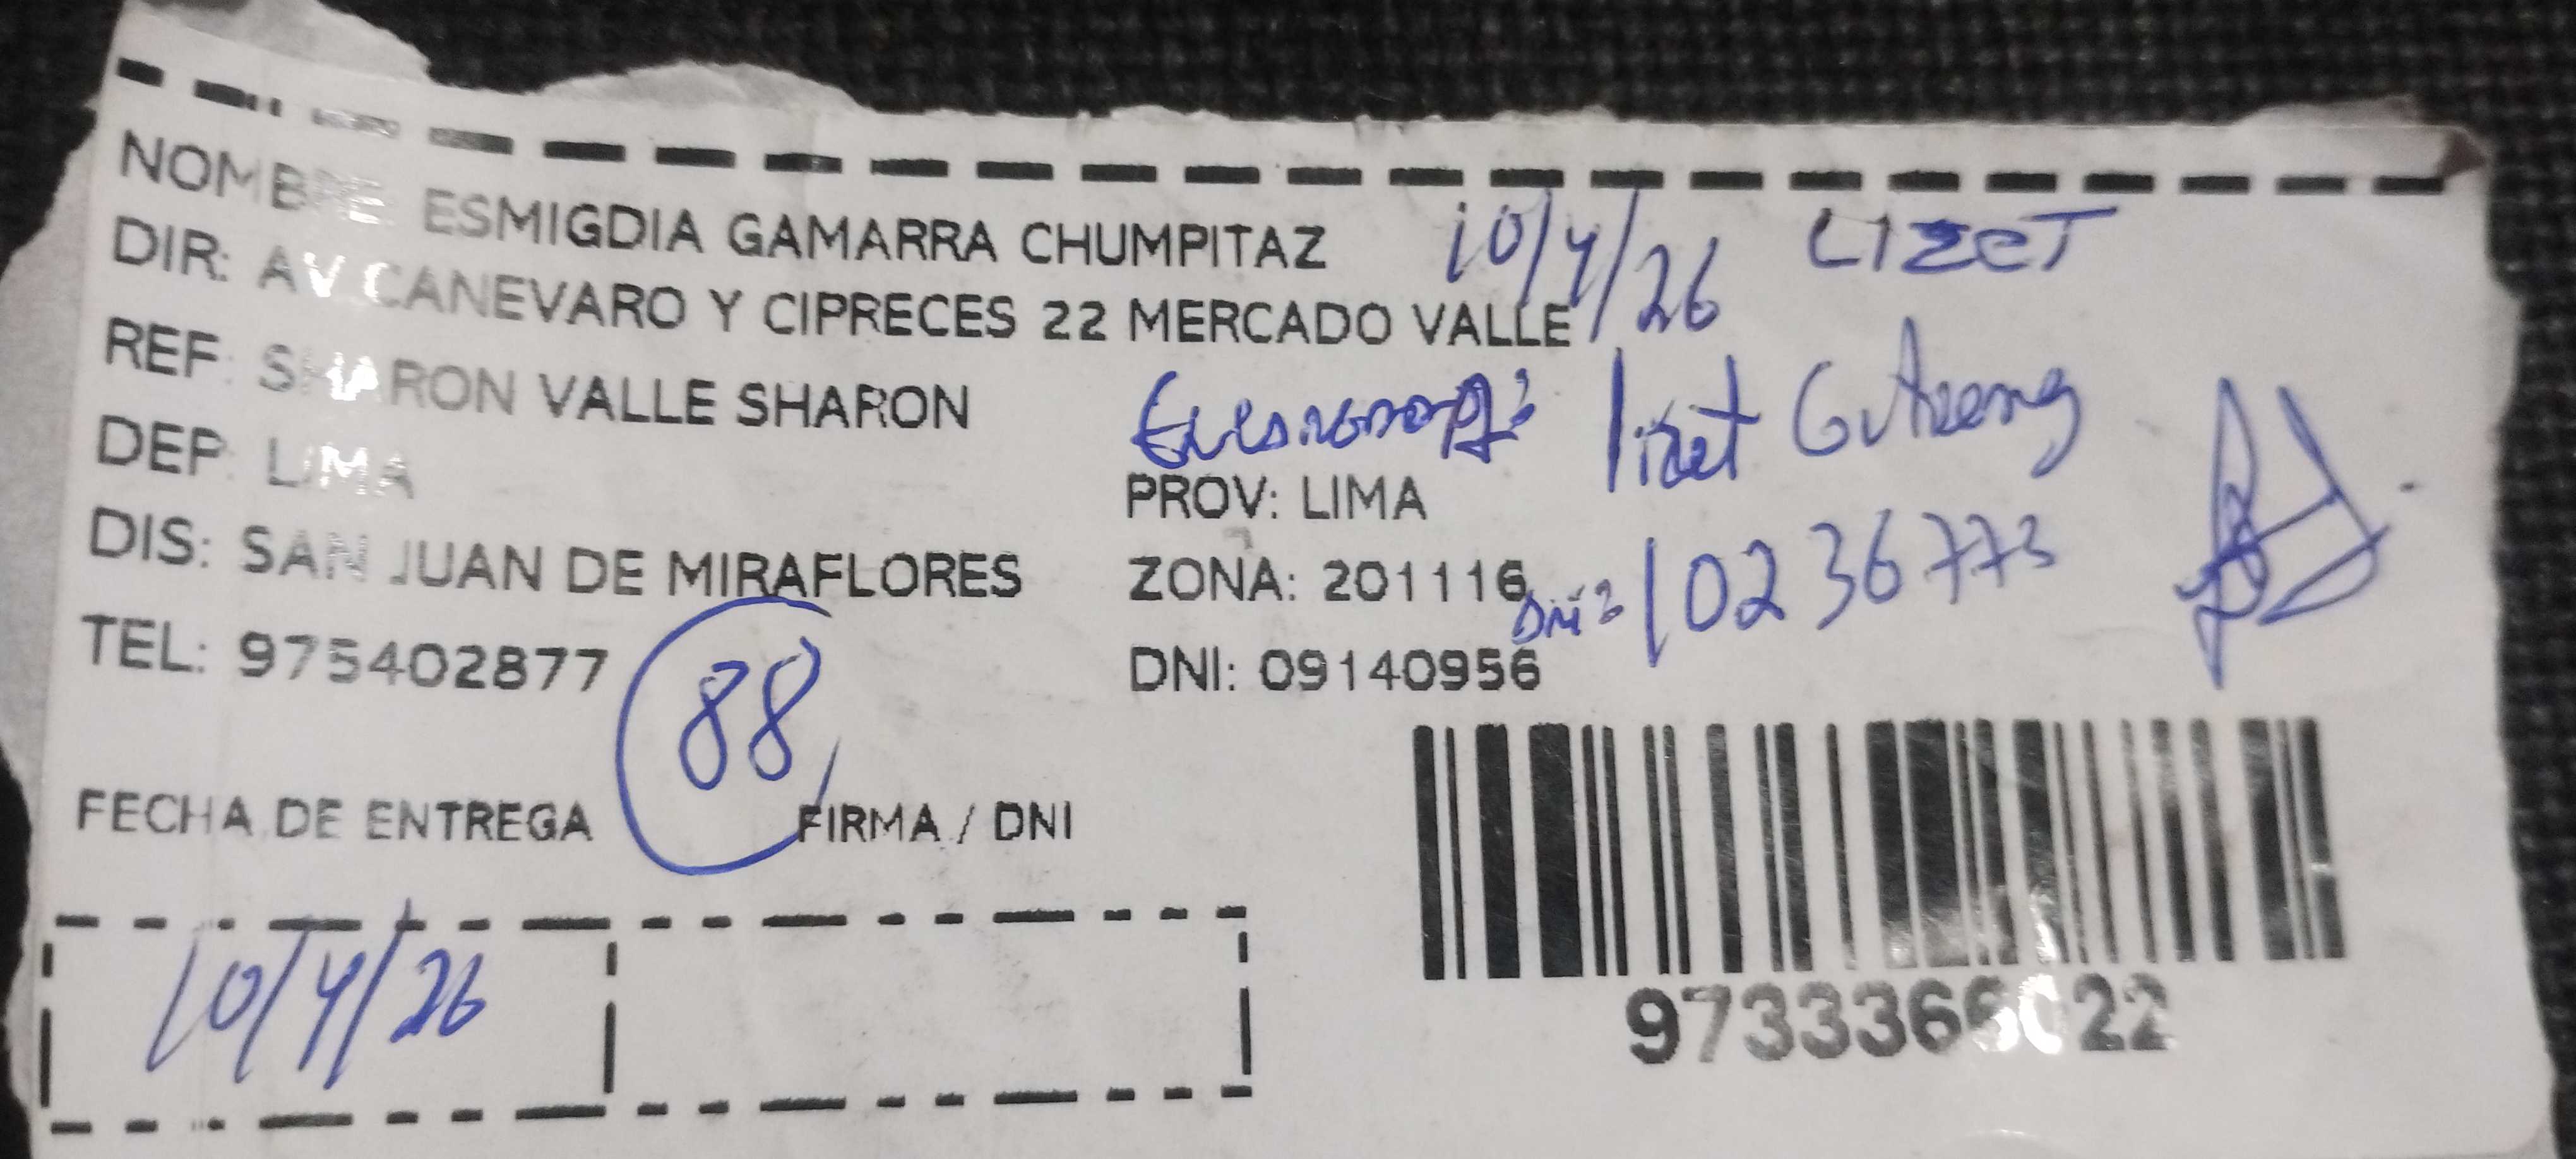 NOMBRE: ESMIGDIA GAMARRA CHUMPITAZ 10/4/26 LIZET
DIR: AV CANEVARO Y CIPRECES 22 MERCADO VALLE
REF: SHARON VALLE SHARON
lizet
DEP: LIMA PROV: LIMA
DIS: SAN JUAN DE MIRAFLORES ZONA: 201116 DNI: 10236773
TEL: 975402877 DNI: 09140956
88
FECHA DE ENTREGA FIRMA / DNI
10/4/26
97333666022